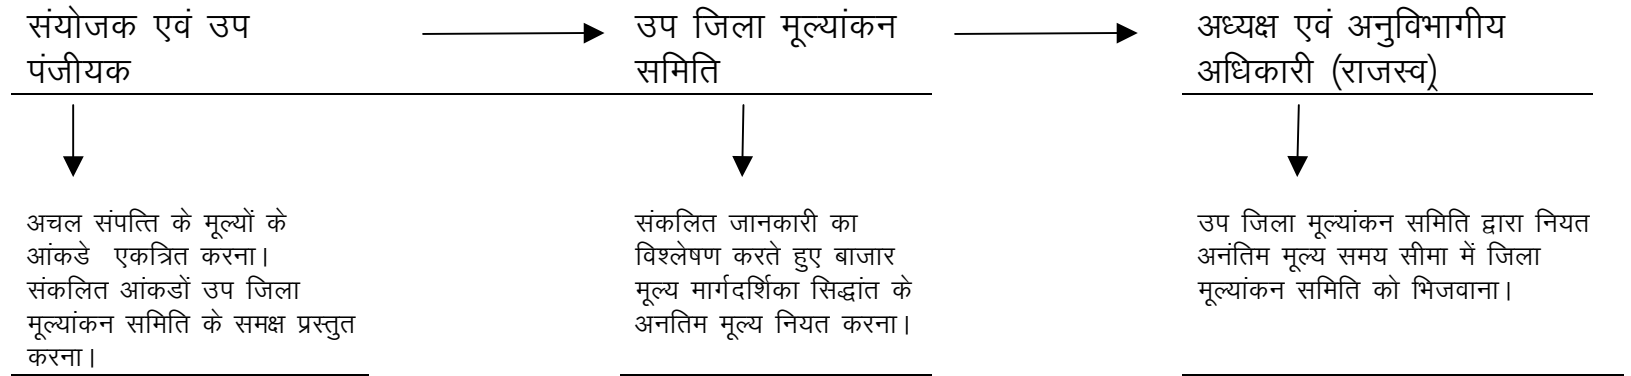 संयोजक एवं उप
पंजीयक
उप जिला मूल्यांकन
समिति
अध्यक्ष एवं अनुविभागीय
अधिकारी (राजस्व)
अचल संपत्ति के मूल्यों के
आंकडे एकत्रित करना।
संकलित आंकडों उप जिला
मूल्यांकन समिति के समक्ष प्रस्तुत
करना।
संकलित जानकारी का
विश्लेषण करते हुए बाजार
मूल्य मार्गदर्शिका सिद्धांत के
अनतिम मूल्य नियत करना।
उप जिला मूल्यांकन समिति द्वारा नियत
अनंतिम मूल्य समय सीमा में जिला
मूल्यांकन समिति को भिजवाना।